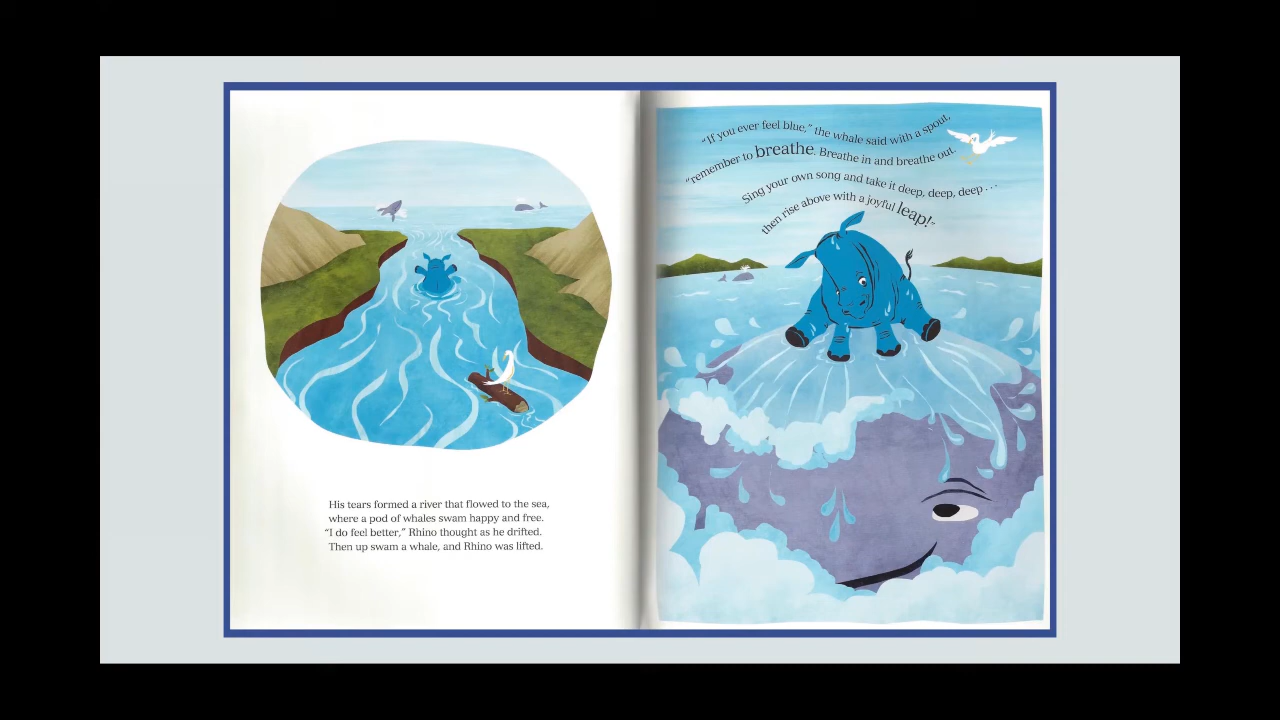 His tears formed a river that flowed to the sea,
where a pod of whales swam happy and free.
“I do feel better,” Rhino thought as he drifted.
Then up swam a whale, and Rhino was lifted.
“If you ever feel blue,” the whale said with a spout,
“remember to breathe. Breathe in and breathe out.
Sing your own song and take it deep, deep, deep . . .
then rise above with a joyful leap!”